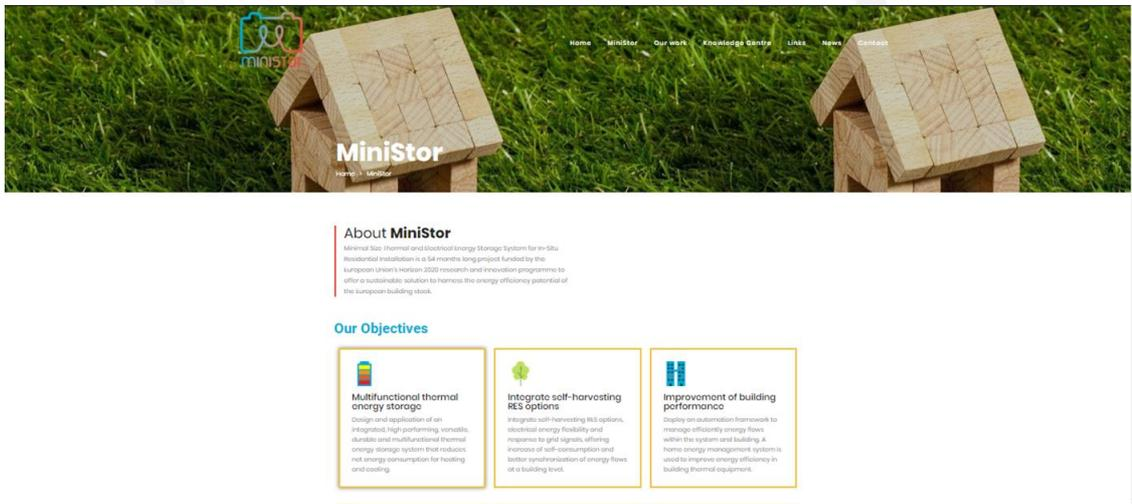 MINISTOR
Home MiniStor Our work Knowledge Centre Links News Contact
MiniStor
Home > MiniStor
About MiniStor
Minimal Size Thermal and Electrical Energy Storage System for In-Situ
Residential Installation is a 54 months long project funded by the
European Union's Horizon 2020 research and innovation programme to
offer a sustainable solution to harness the energy efficiency potential of
the European building stock.
Our Objectives
Multifunctional thermal
energy storage
Design and application of an
integrated, high performing, versatile,
durable and multifunctional thermal
energy storage system that reduces
net energy consumption for heating
and cooling.
Integrate self-harvesting
RES options
Integrate self-harvesting RES options,
electrical energy flexibility and
response to grid signals, offering
increase of self-consumption and
better synchronization of energy flows
at a building level.
Improvement of building
performance
Deploy an automation framework to
manage efficiently energy flows
within the system and building. A
home energy management system is
used to improve energy efficiency in
building thermal equipment.